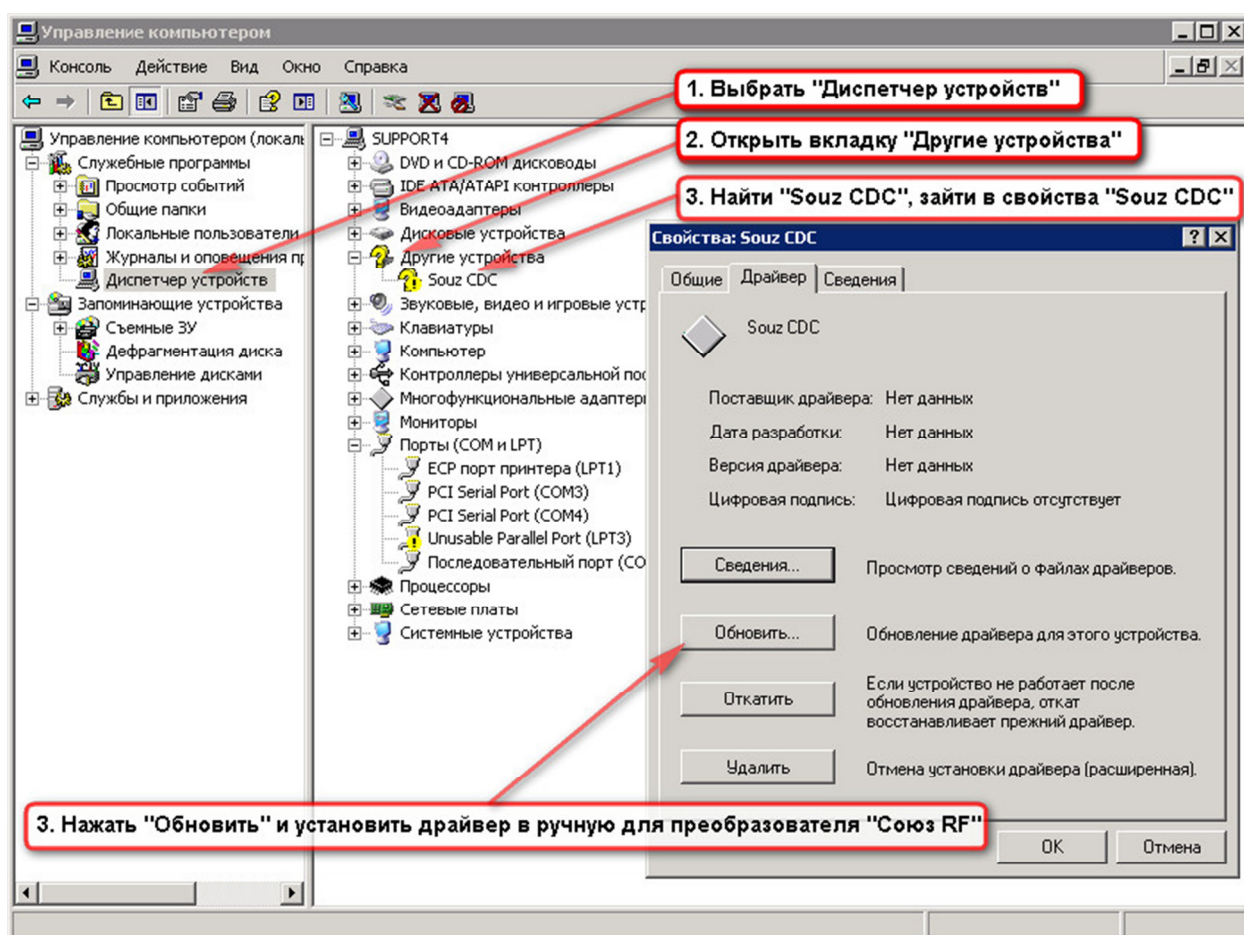 Управление компьютером
Консоль Действие Вид Окно Справка
1. Выбрать "Диспетчер устройств"
2. Открыть вкладку "Другие устройства"
3. Найти "Souz CDC", зайти в свойства "Souz CDC"
Управление компьютером (локаль
Служебные программы
Просмотр событий
Общие папки
Локальные пользователи
Журналы и оповещения пр
Диспетчер устройств
Запоминающие устройства
Съемные ЗУ
Дефрагментация диска
Управление дисками
Службы и приложения
SUPPORT4
DVD и CD-ROM дисководы
IDE ATA/ATAPI контроллеры
Видеоадаптеры
Дисковые устройства
Другие устройства
Souz CDC
Звуковые, видео и игровые устр
Клавиатуры
Компьютер
Контроллеры универсальной пос
Многофункциональные адаптеры
Мониторы
Порты (COM и LPT)
ECP порт принтера (LPT1)
PCI Serial Port (COM3)
PCI Serial Port (COM4)
Unusable Parallel Port (LPT3)
Последовательный порт (CO
Процессоры
Сетевые платы
Системные устройства
Свойства: Souz CDC
Общие Драйвер Сведения
Souz CDC
Поставщик драйвера: Нет данных
Дата разработки: Нет данных
Версия драйвера: Нет данных
Цифровая подпись: Цифровая подпись отсутствует
Сведения... Просмотр сведений о файлах драйверов.
Обновить... Обновление драйвера для этого устройства.
Откатить Если устройство не работает после
обновления драйвера, откат
восстанавливает прежний драйвер.
Удалить Отмена установки драйвера (расширенная).
3. Нажать "Обновить" и установить драйвер в ручную для преобразователя "Союз RF"
OK Отмена